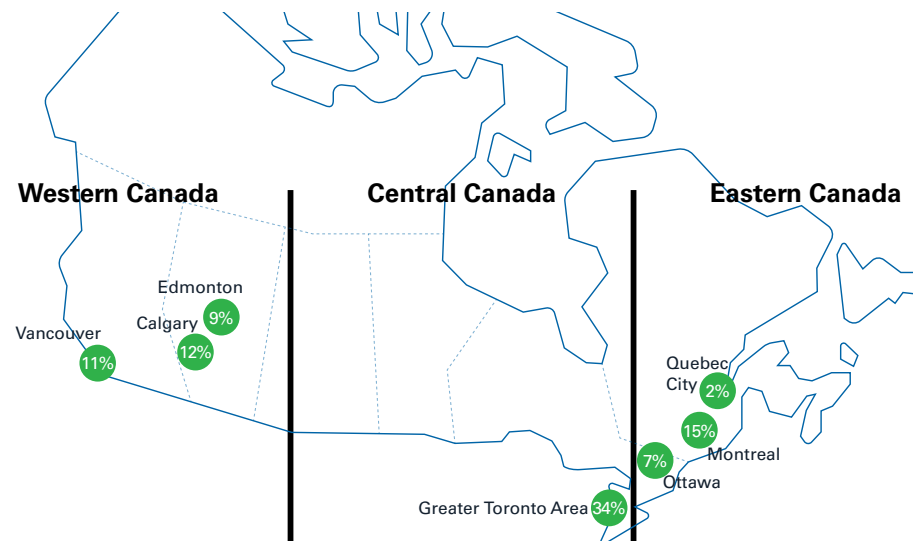 Western Canada
Central Canada
Eastern Canada
Edmonton
9%
Calgary
12%
Vancouver
11%
Quebec
City
2%
15%
Montreal
7%
Ottawa
Greater Toronto Area
34%